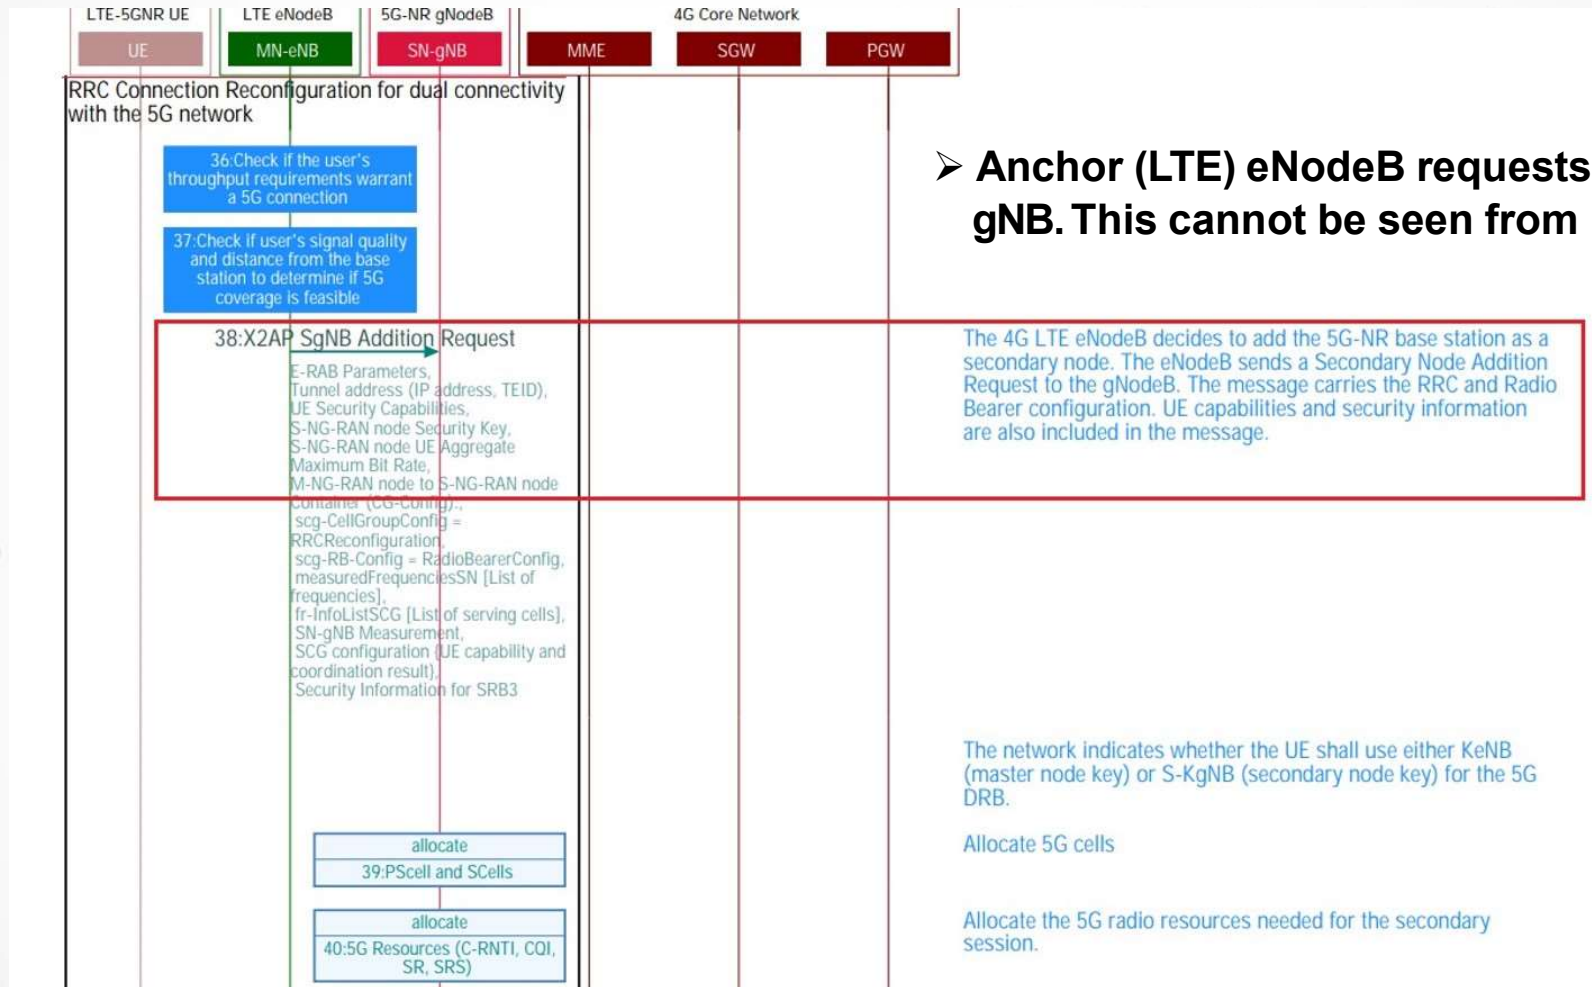 LTE-5GNR UE
LTE eNodeB
5G-NR gNodeB
4G Core Network
UE
MN-eNB
SN-gNB
MME
SGW
PGW
RRC Connection Reconfiguration for dual connectivity
with the 5G network
36:Check if the user's
throughput requirements warrant
a 5G connection
➢ Anchor (LTE) eNodeB requests
gNB. This cannot be seen from
37:Check if user's signal quality
and distance from the base
station to determine if 5G
coverage is feasible
38:X2AP SgNB Addition Request
E-RAB Parameters,
Tunnel address (IP address, TEID),
UE Security Capabilities,
S-NG-RAN node Security Key,
S-NG-RAN node UE Aggregate
Maximum Bit Rate,
M-NG-RAN node to S-NG-RAN node
Container (CG-Config):,
scg-CellGroupConfig =
RRCReconfiguration,
scg-RB-Config = RadioBearerConfig,
measuredFrequenciesSN [List of
frequencies],
fr-InfoListSCG [List of serving cells],
SN-gNB Measurement,
SCG configuration (UE capability and
coordination result),
Security Information for SRB3
The 4G LTE eNodeB decides to add the 5G-NR base station as a
secondary node. The eNodeB sends a Secondary Node Addition
Request to the gNodeB. The message carries the RRC and Radio
Bearer configuration. UE capabilities and security information
are also included in the message.
The network indicates whether the UE shall use either KeNB
(master node key) or S-KgNB (secondary node key) for the 5G
DRB.
allocate
39:PScell and SCells
Allocate 5G cells
allocate
40:5G Resources (C-RNTI, CQI,
SR, SRS)
Allocate the 5G radio resources needed for the secondary
session.